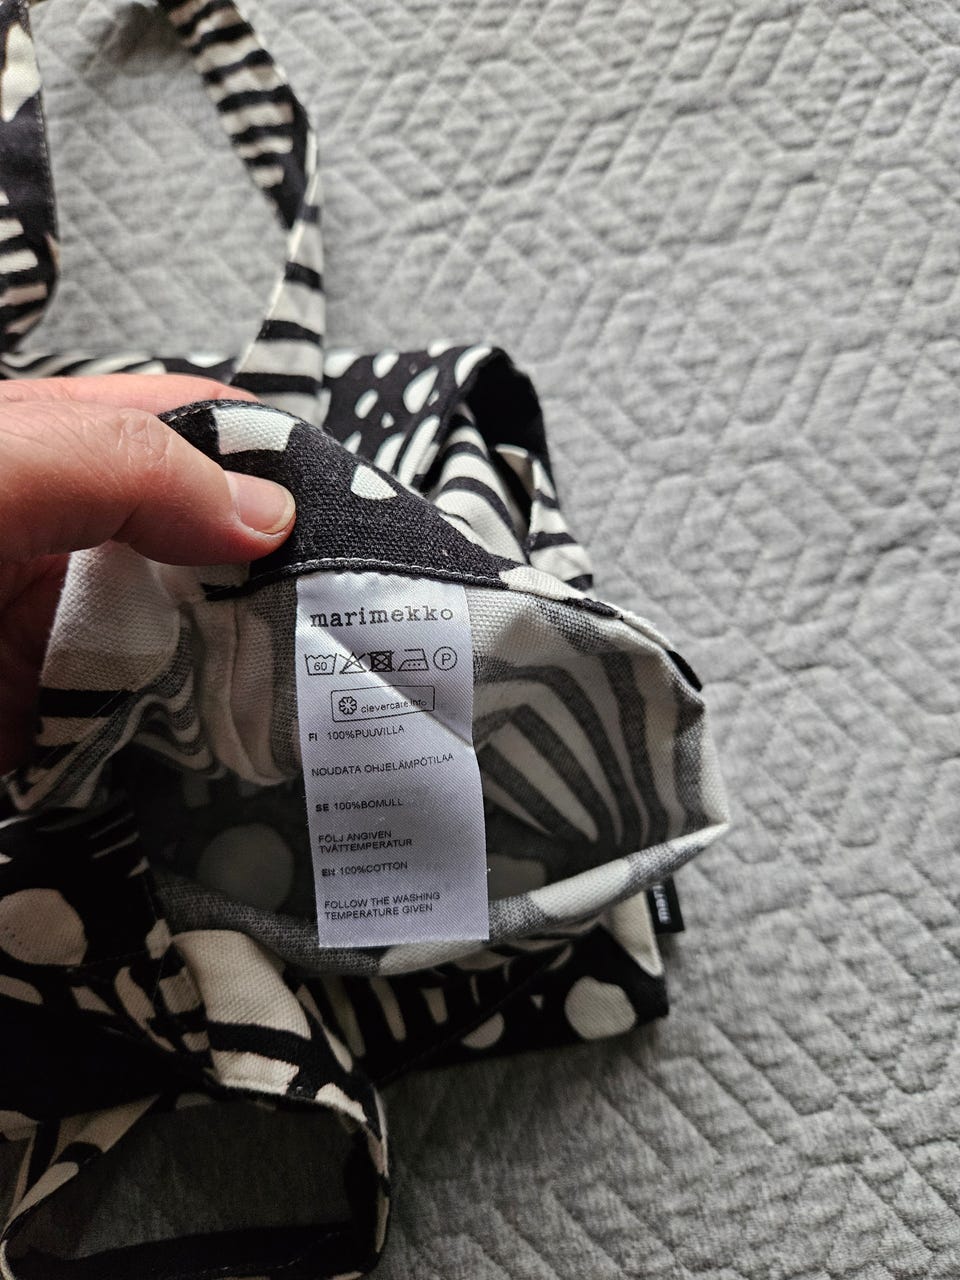 marimekko
60 P
clevercare.info
FI 100%PUUVILLA
NOUDATA OHJELÄMPÖTILAA
SE 100%BOMULL
FÖLJ ANGIVEN
TVÄTTEMPERATUR
EN 100%COTTON
FOLLOW THE WASHING
TEMPERATURE GIVEN